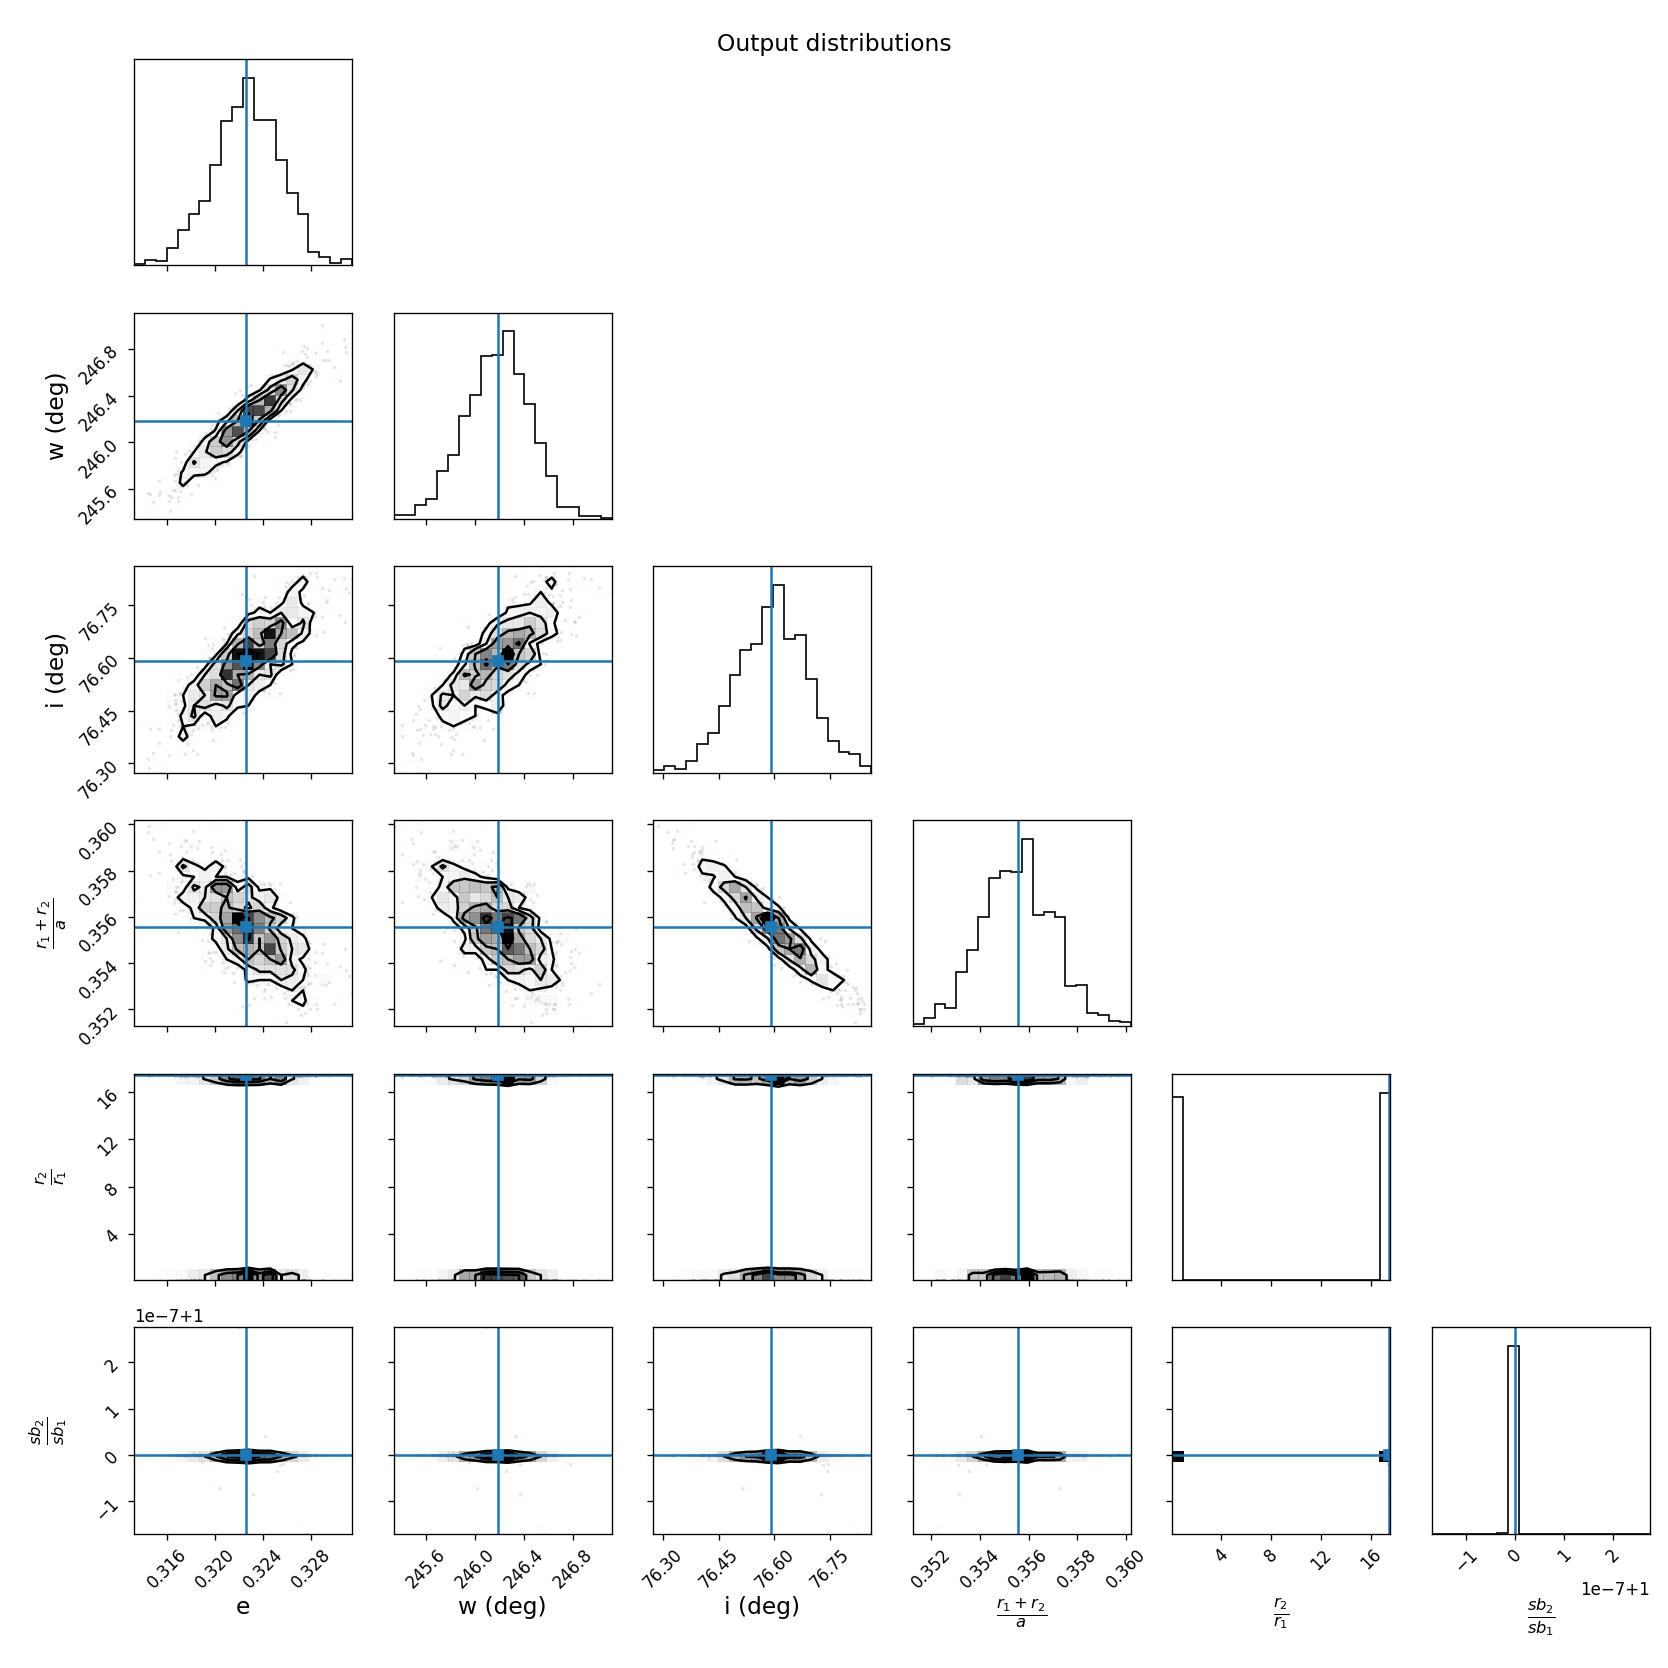 Output distributions
w (deg)
246.8
246.4
246.0
245.6
i (deg)
76.75
76.60
76.45
76.30
r₁ + r₂
a
0.360
0.358
0.356
0.354
0.352
r₂
r₁
16
12
8
4
1e−7+1
sb₂
sb₁
2
1
0
−1
0.316 0.320 0.324 0.328
245.6 246.0 246.4 246.8
76.30 76.45 76.60 76.75
0.352 0.354 0.356 0.358 0.360
4 8 12 16
−1 0 1 2
1e−7+1
e
w (deg)
i (deg)
r₁ + r₂
a
r₂
r₁
sb₂
sb₁